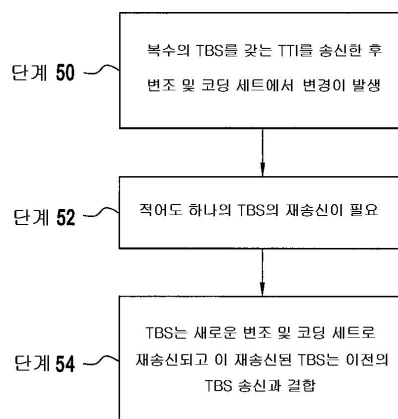 복수의 TBS를 갖는 TTI를 송신한 후
변조 및 코딩 세트에서 변경이 발생
단계 50
적어도 하나의 TBS의 재송신이 필요
단계 52
TBS는 새로운 변조 및 코딩 세트로
재송신되고 이 재송신된 TBS는 이전의
TBS 송신과 결합
단계 54